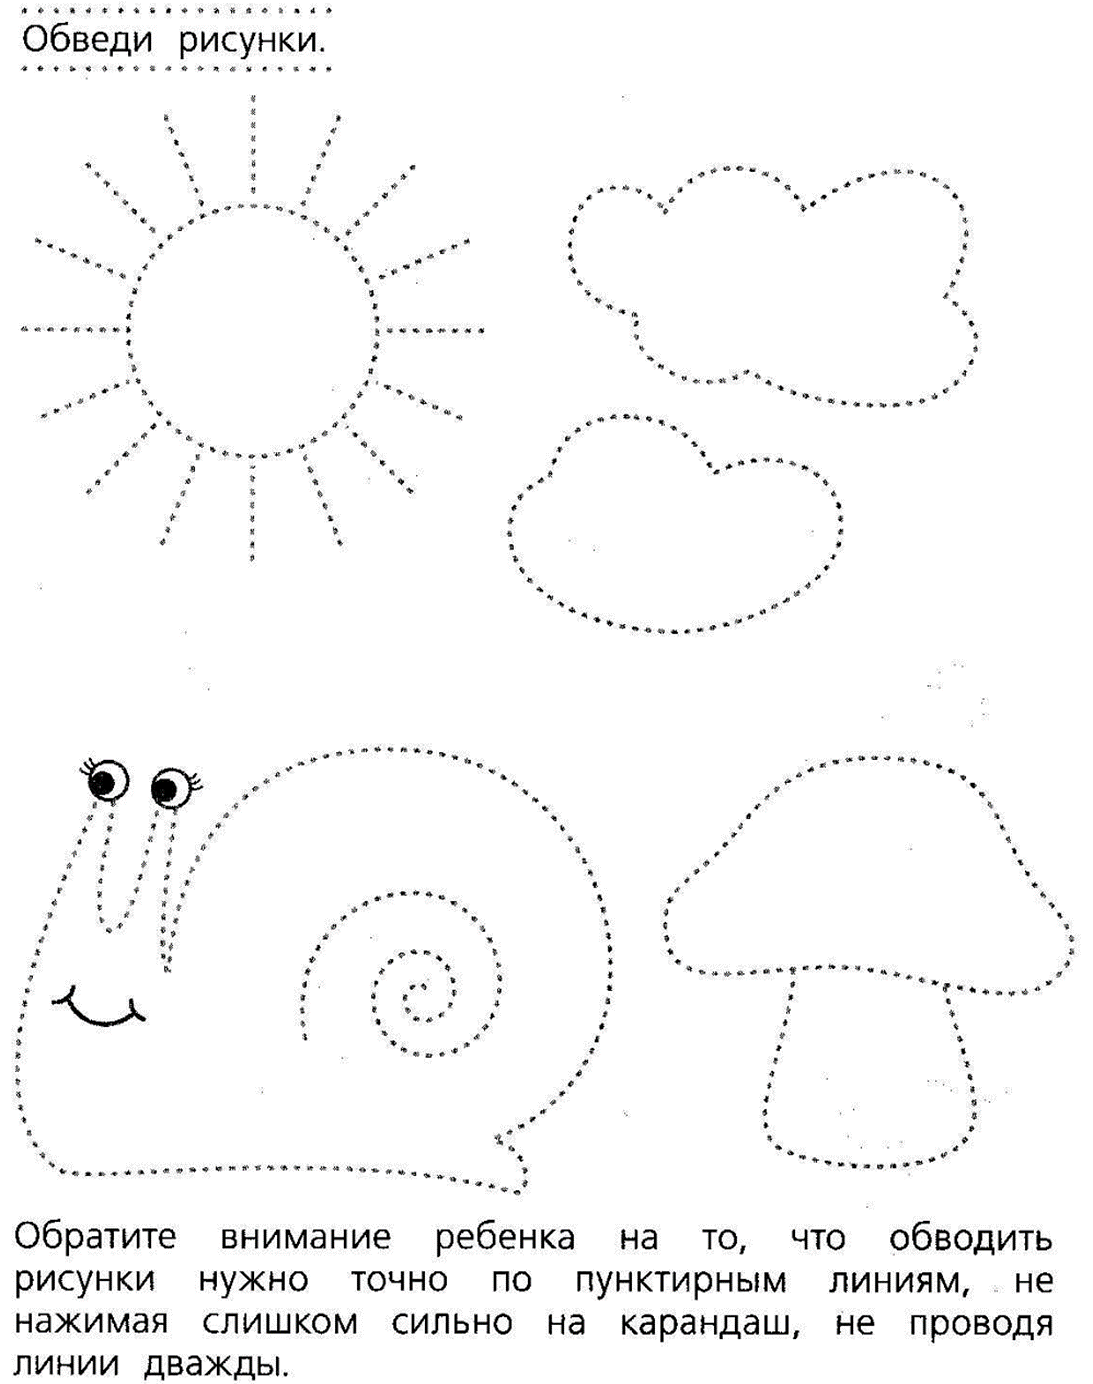 Обведи рисунки.
Обратите внимание ребенка на то, что обводить
рисунки нужно точно по пунктирным линиям, не
нажимая слишком сильно на карандаш, не проводя
линии дважды.